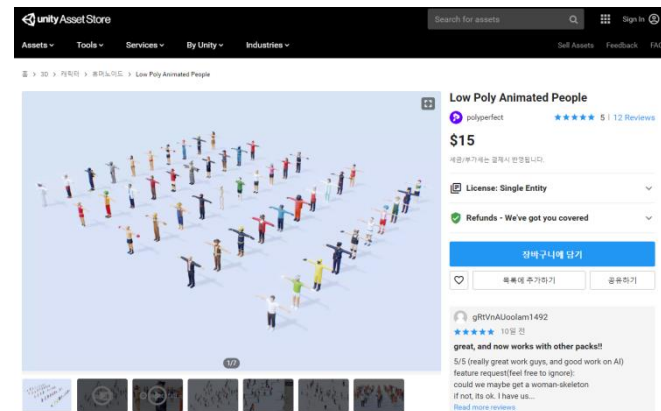 unity Asset Store
Search for assets
Sign In
Assets
Tools
Services
By Unity
Industries
Sell Assets
Feedback
FAQ
홈 > 3D > 캐릭터 > 휴머노이드 > Low Poly Animated People
Low Poly Animated People
polyperfect
5 | 12 Reviews
$15
세금/부가세는 결제시 반영됩니다.
License: Single Entity
Refunds - We've got you covered
장바구니에 담기
목록에 추가하기
공유하기
1/7
gRtVnAUoolam1492
10일 전
great, and now works with other packs!!
5/5 (really great work guys, and good work on AI)
feature request(feel free to ignore):
could we maybe get a woman-skeleton
if not, its ok. I have us...
Read more reviews